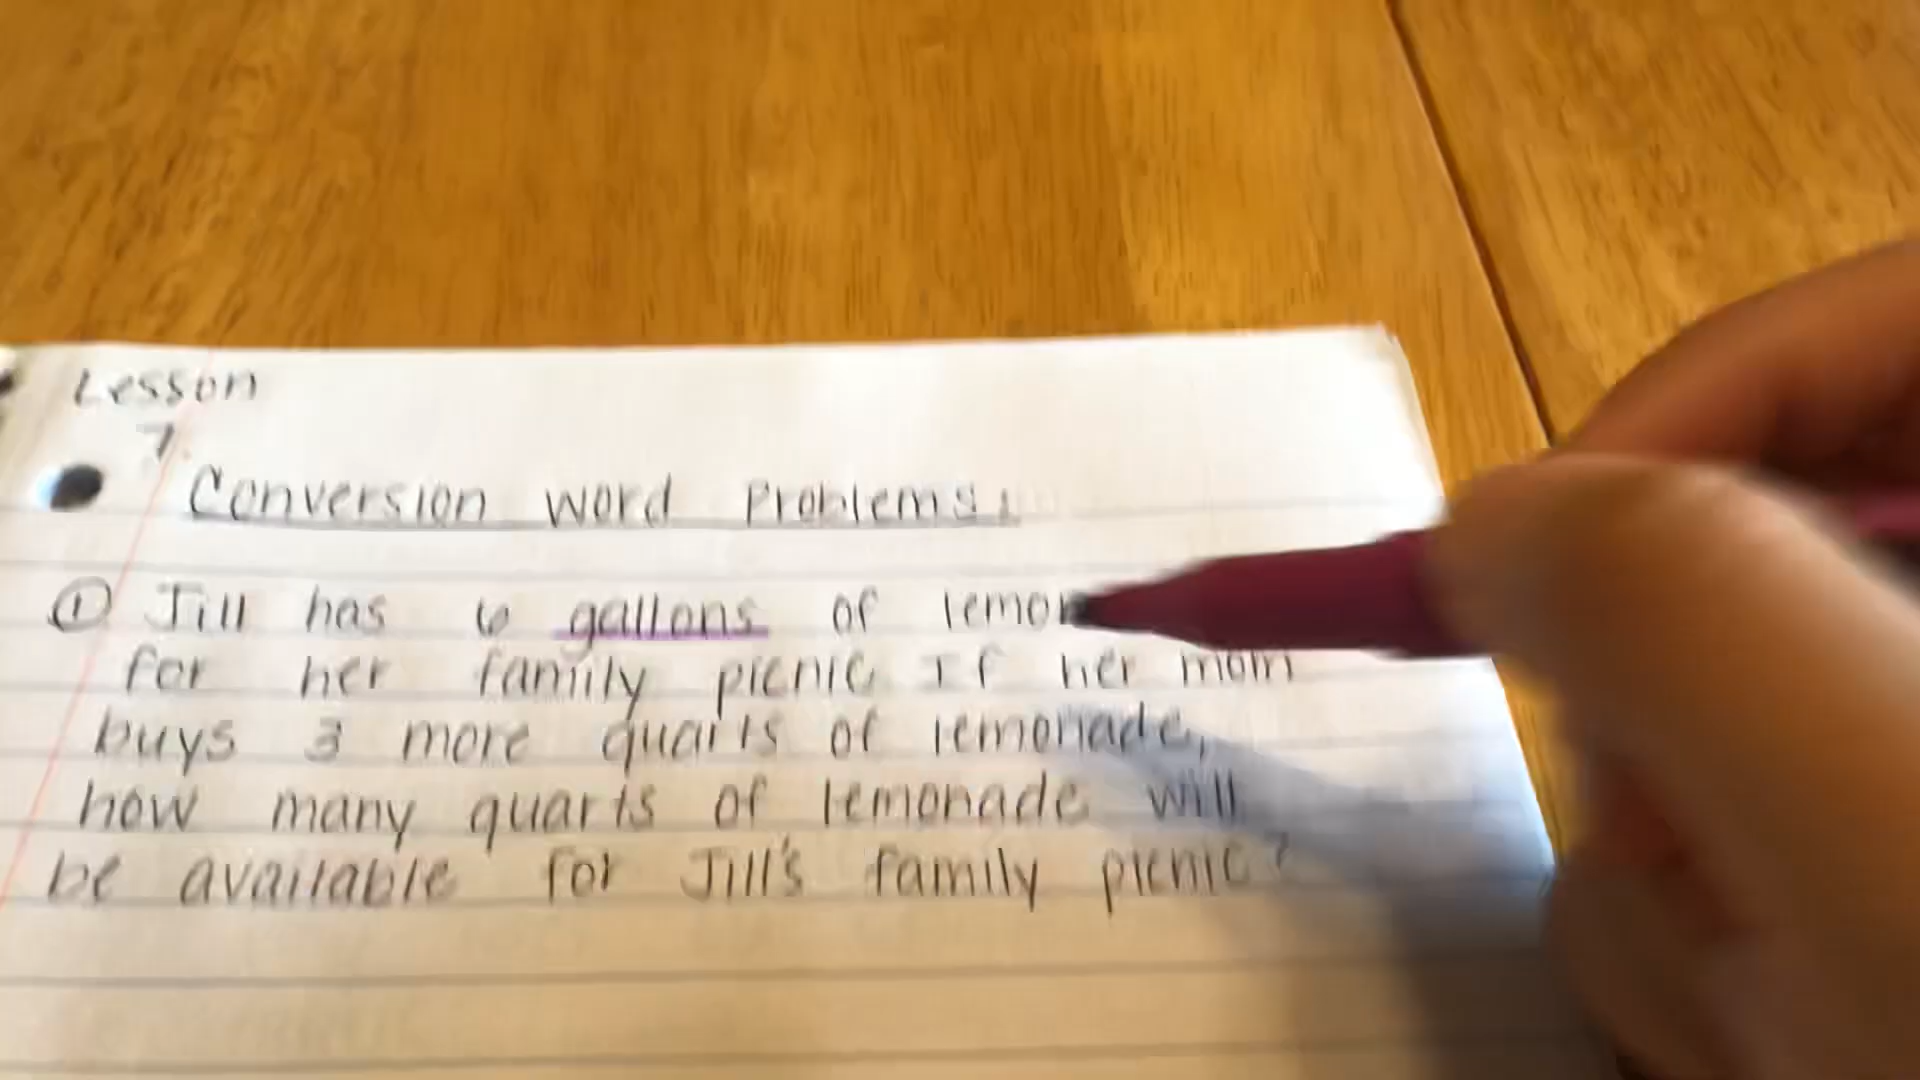 Lesson
7.
Conversion Word Problems:
① Jill has 6 gallons of lemon
for her family picnic If her mom
buys 3 more quarts of lemonade,
how many quarts of lemonade will
be available for Jill's family picnic?